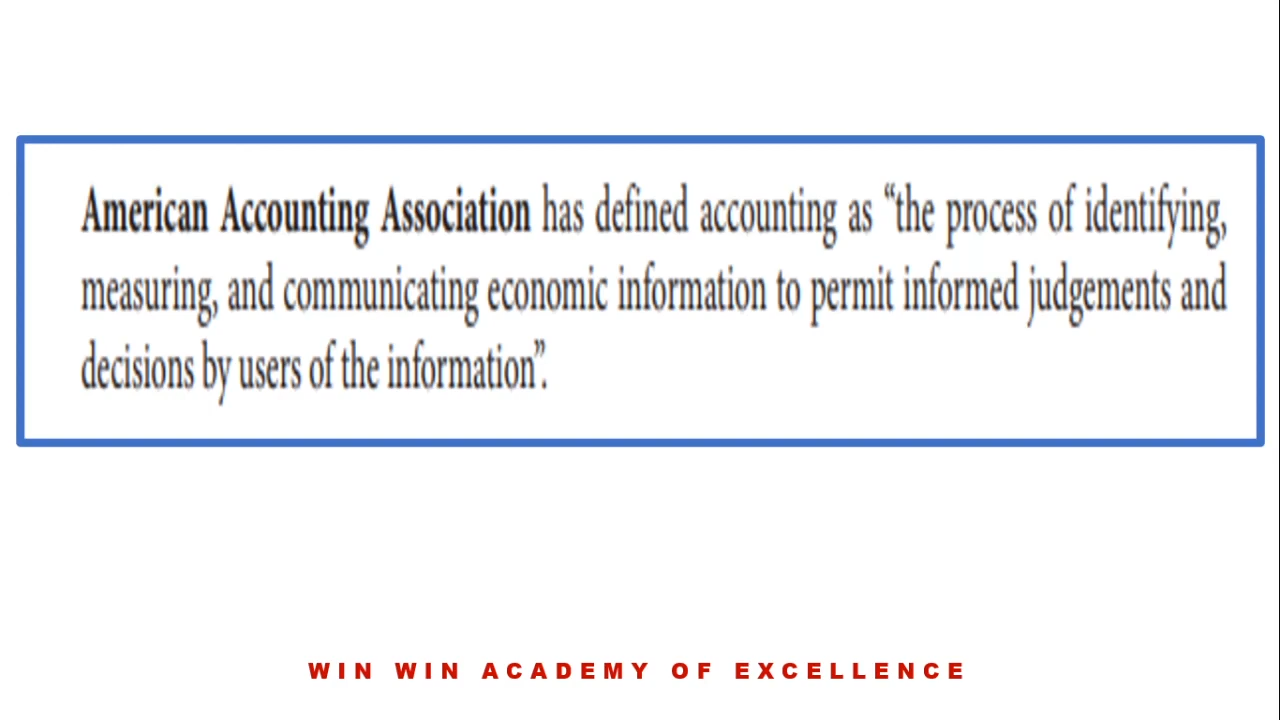 American Accounting Association has defined accounting as “the process of identifying,
measuring, and communicating economic information to permit informed judgements and
decisions by users of the information”.
WIN WIN ACADEMY OF EXCELLENCE